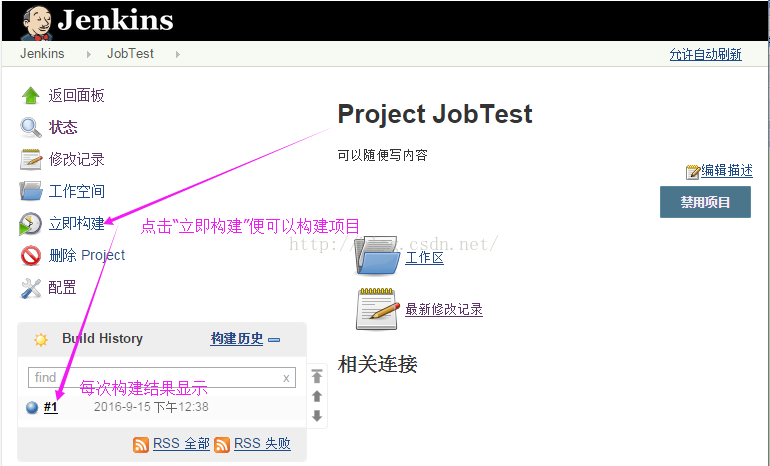 Jenkins
Jenkins JobTest 允许自动刷新
返回面板
状态
修改记录
工作空间
立即构建
删除 Project
配置
Project JobTest
可以随便写内容
编辑描述
禁用项目
点击“立即构建”便可以构建项目
工作区
最新修改记录
相关连接
Build History 构建历史
find x
每次构建结果显示
#1 2016-9-15 下午12:38
RSS 全部 RSS 失败